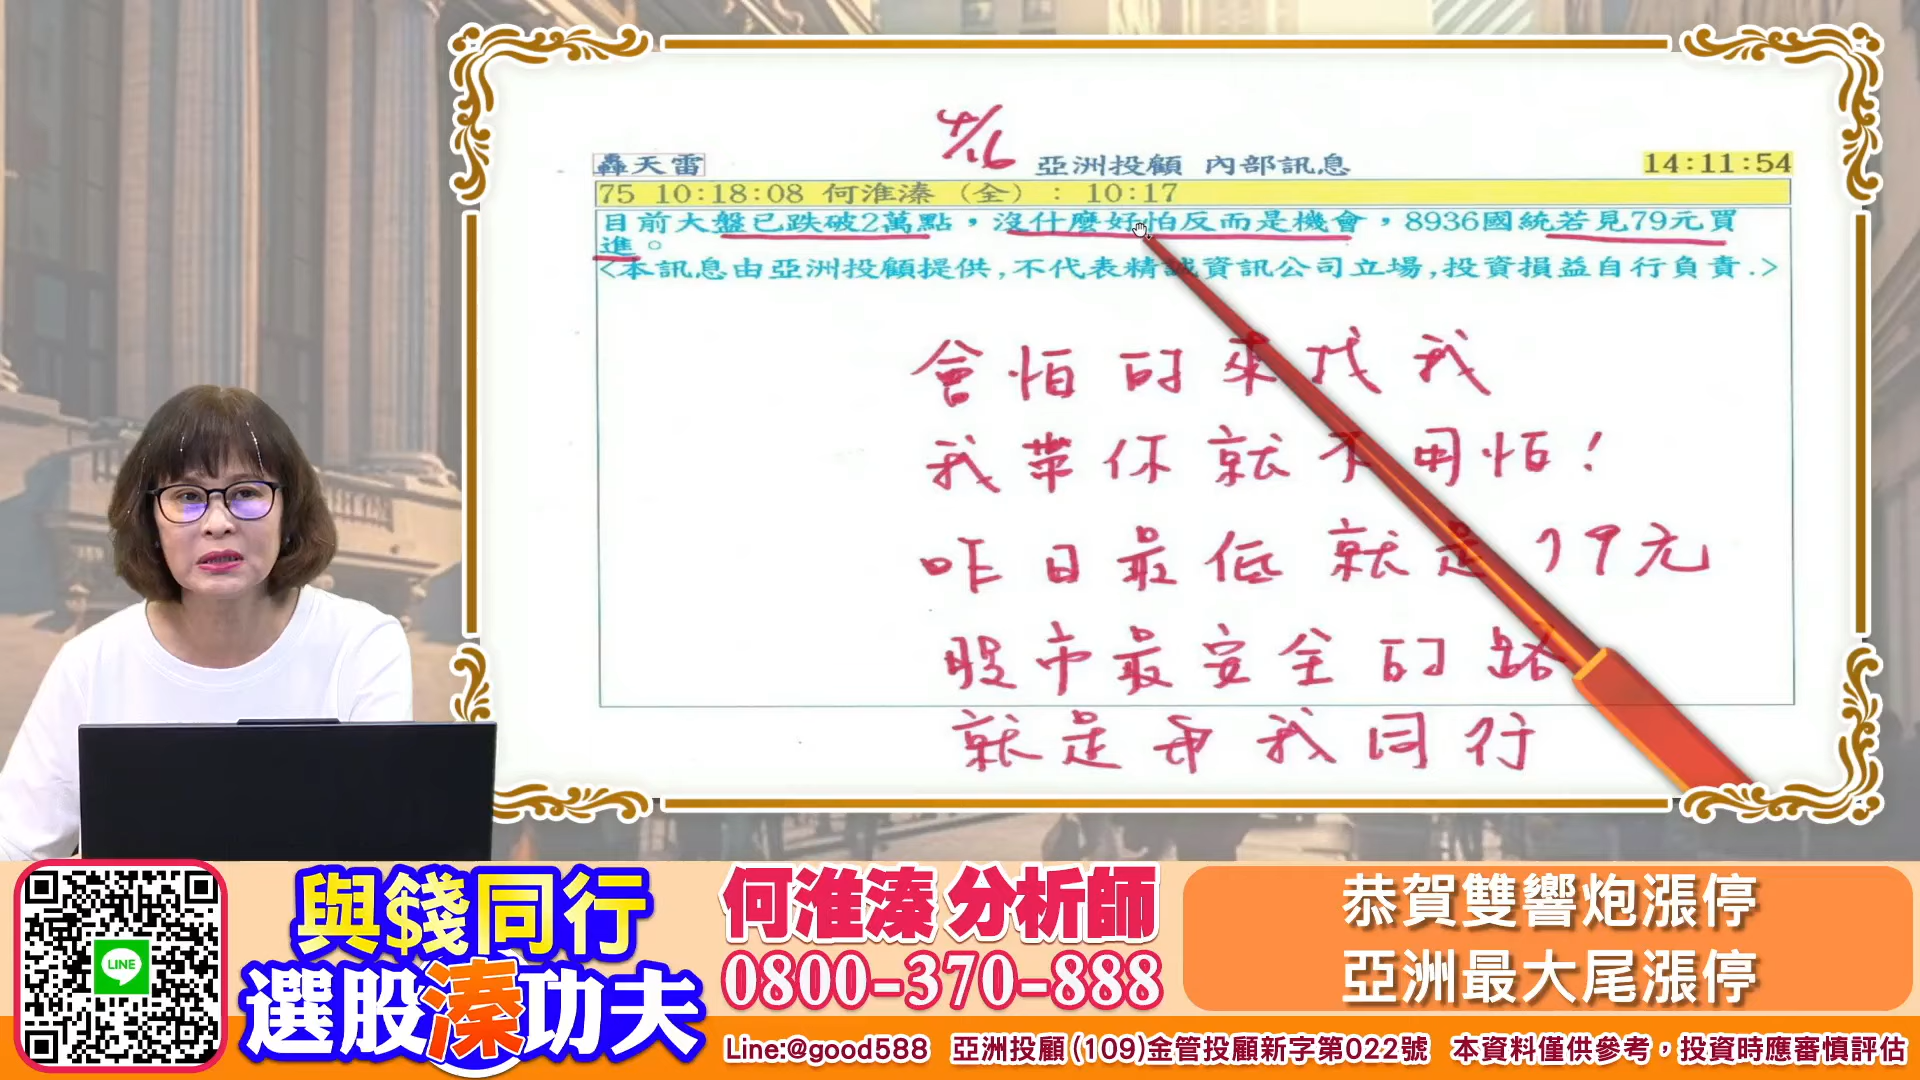 4/16
轟天雷 亞洲投顧 內部訊息 14:11:54
75 10:18:08 何淮溱 (全) : 10:17
目前大盤已跌破2萬點，沒什麼好怕反而是機會，8936國統若見79元買
進。
<本訊息由亞洲投顧提供,不代表精誠資訊公司立場,投資損益自行負責.>
會怕的來找我
我帶你就不用怕!
昨日最低就是79元
股市最安全的路
就是與我同行
LINE
與$錢同行
選股溱功夫
何淮溱 分析師
0800-370-888
恭賀雙響炮漲停
亞洲最大尾漲停
Line:@good588 亞洲投顧 (109)金管投顧新字第022號 本資料僅供參考，投資時應審慎評估